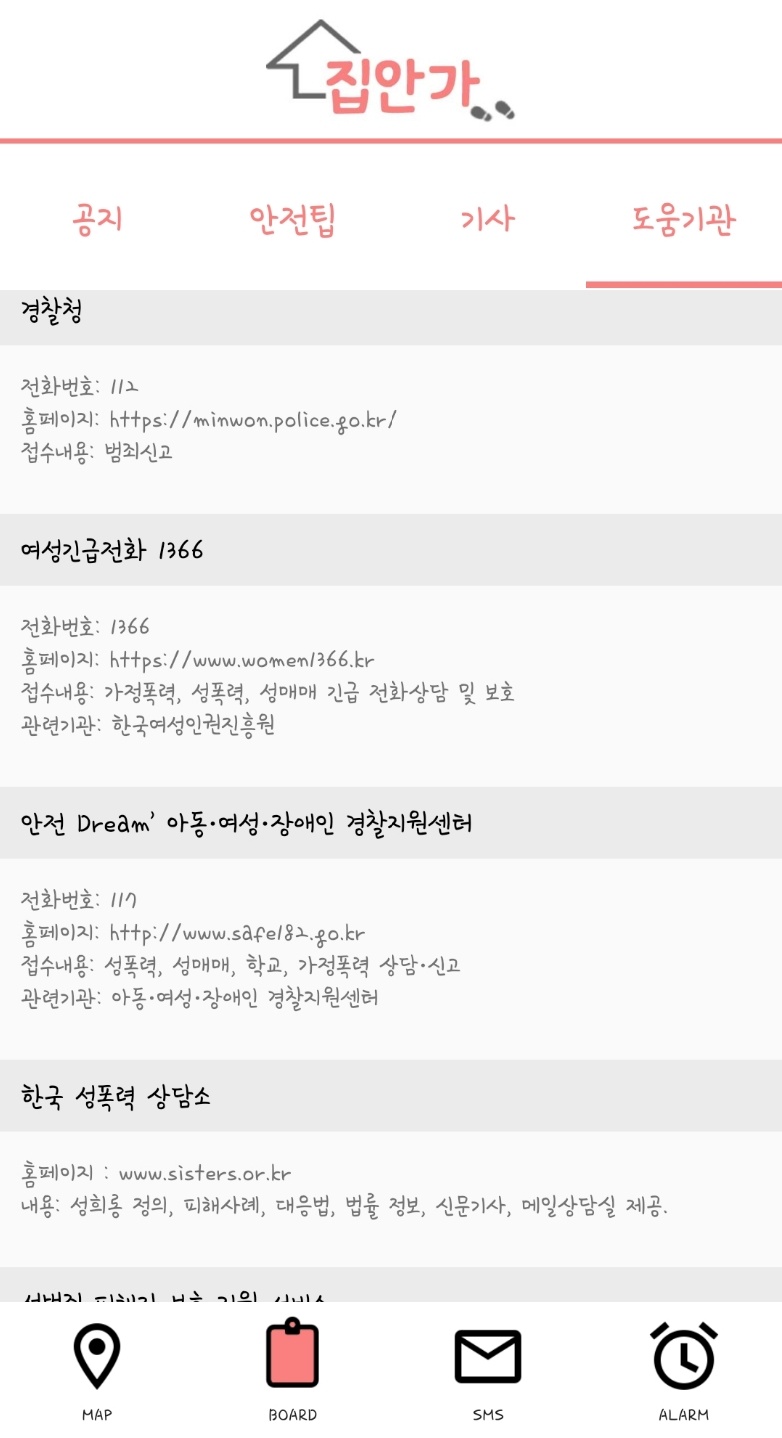 집안가
공지 안전팁 기사 도움기관
경찰청
전화번호: 112
홈페이지: https://minwon.police.go.kr/
접수내용: 범죄신고
여성긴급전화 1366
전화번호: 1366
홈페이지: https://www.women1366.kr
접수내용: 가정폭력, 성폭력, 성매매 긴급 전화상담 및 보호
관련기관: 한국여성인권진흥원
안전 Dream' 아동·여성·장애인 경찰지원센터
전화번호: 117
홈페이지: http://www.safe182.go.kr
접수내용: 성폭력, 성매매, 학교, 가정폭력 상담·신고
관련기관: 아동·여성·장애인 경찰지원센터
한국 성폭력 상담소
홈페이지 : www.sisters.or.kr
내용: 성희롱 정의, 피해사례, 대응법, 법률 정보, 신문기사, 메일상담실 제공.
MAP BOARD SMS ALARM